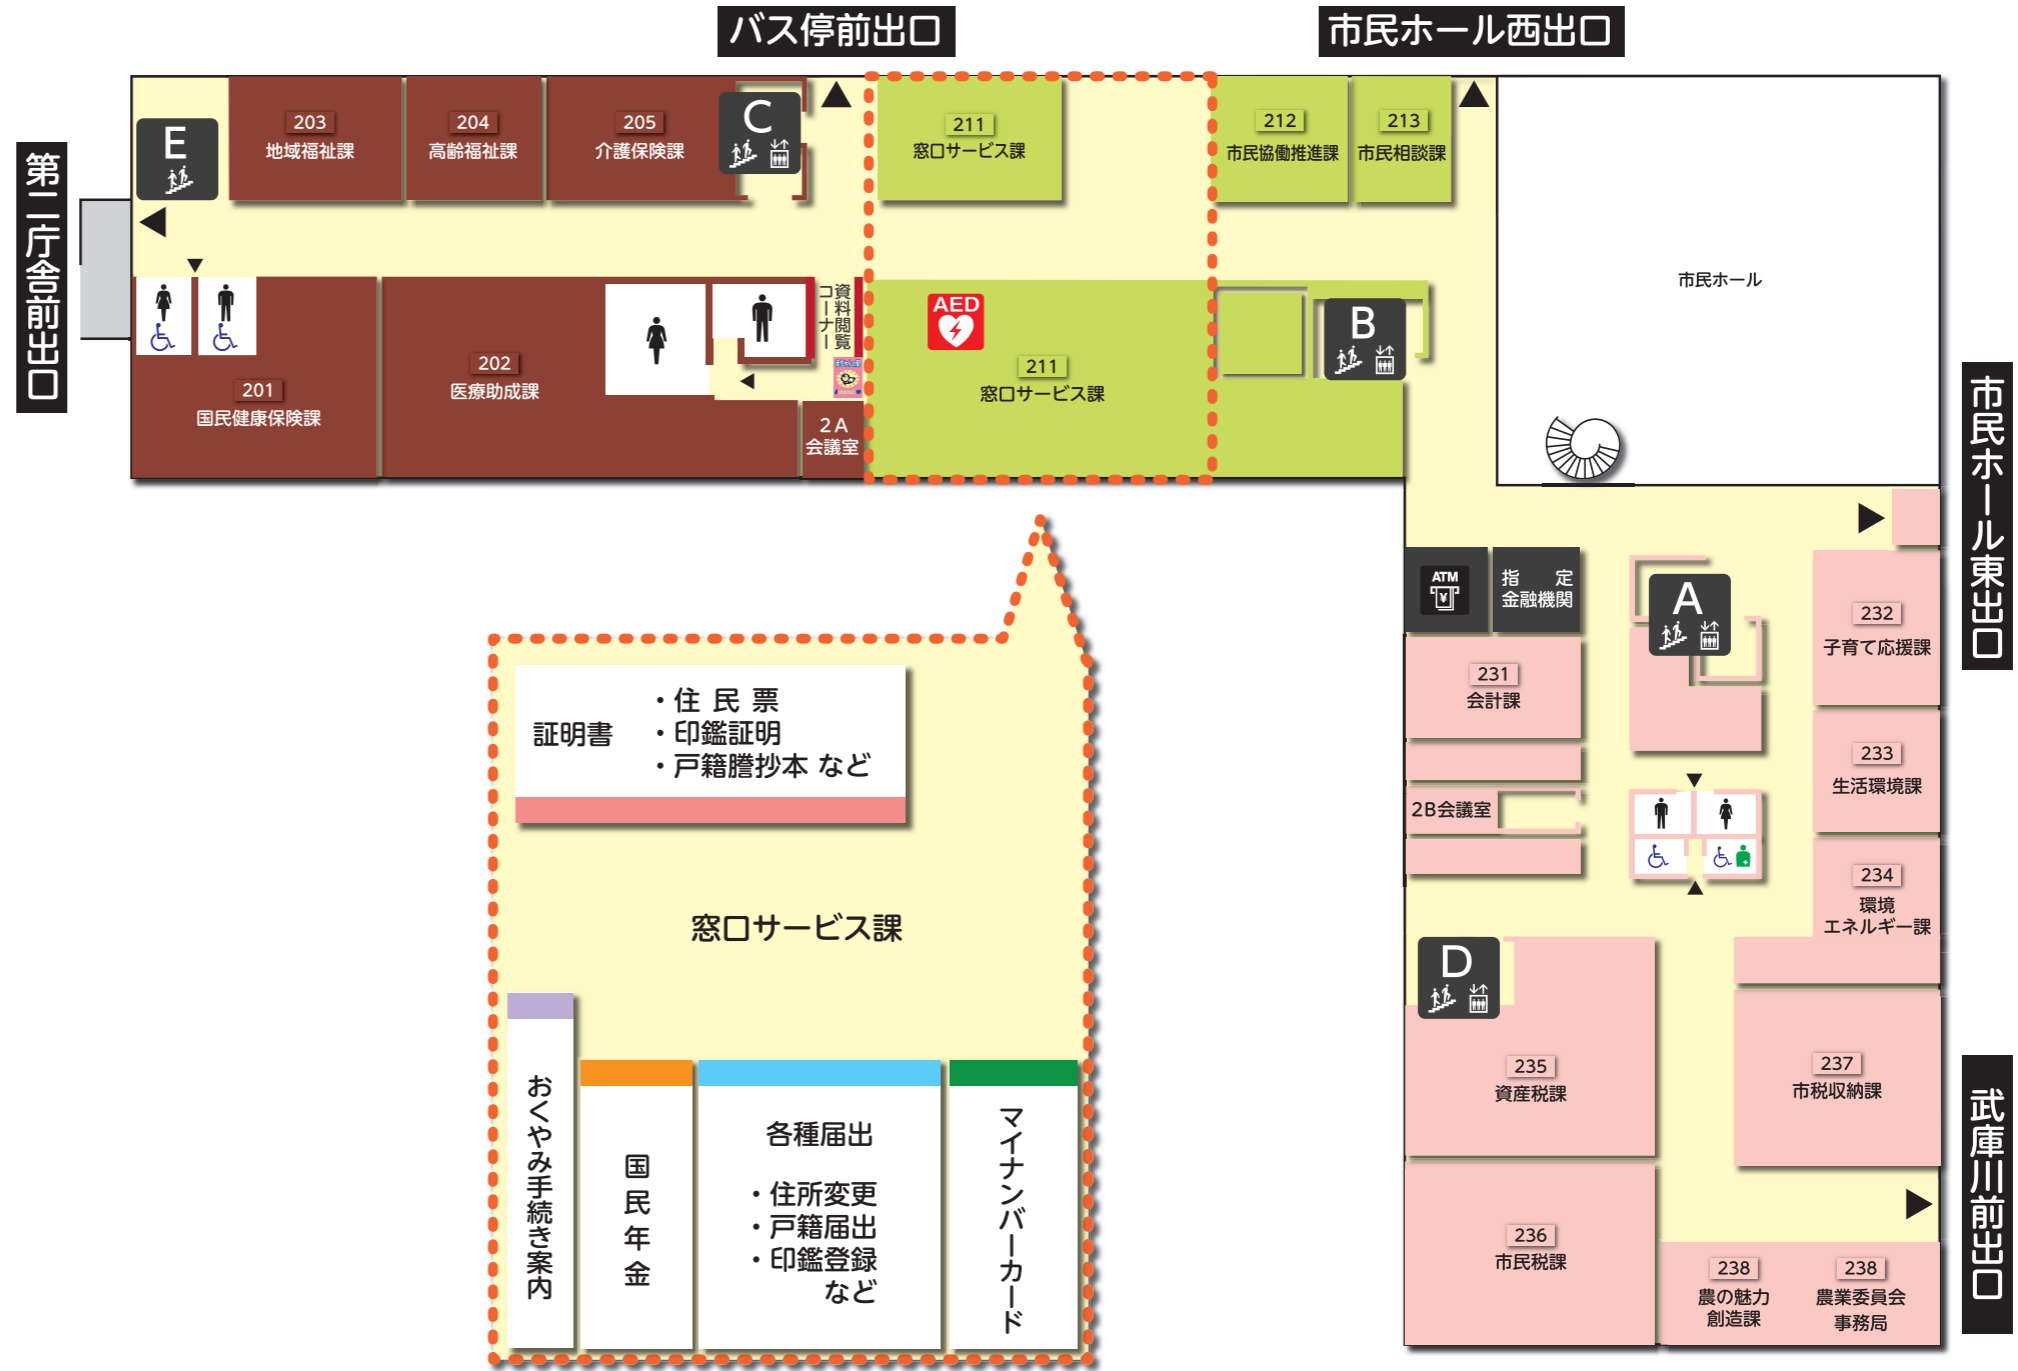 バス停前出口
市民ホール西出口
第二庁舎前出口
E
203
地域福祉課
204
高齢福祉課
205
介護保険課
C
211
窓口サービス課
212
市民協働推進課
213
市民相談課
市民ホール
201
国民健康保険課
202
医療助成課
資料閲覧
コーナー
2A
会議室
AED
211
窓口サービス課
B
市民ホール東出口
ATM
¥
指 定
金融機関
A
231
会計課
232
子育て応援課
233
生活環境課
2B会議室
234
環境
エネルギー課
D
235
資産税課
237
市税収納課
236
市民税課
238
農の魅力
創造課
238
農業委員会
事務局
武庫川前出口
証明書
・住 民 票
・印鑑証明
・戸籍謄抄本 など
窓口サービス課
おくやみ手続き案内
国民年金
各種届出
・住所変更
・戸籍届出
・印鑑登録
など
マイナンバーカード